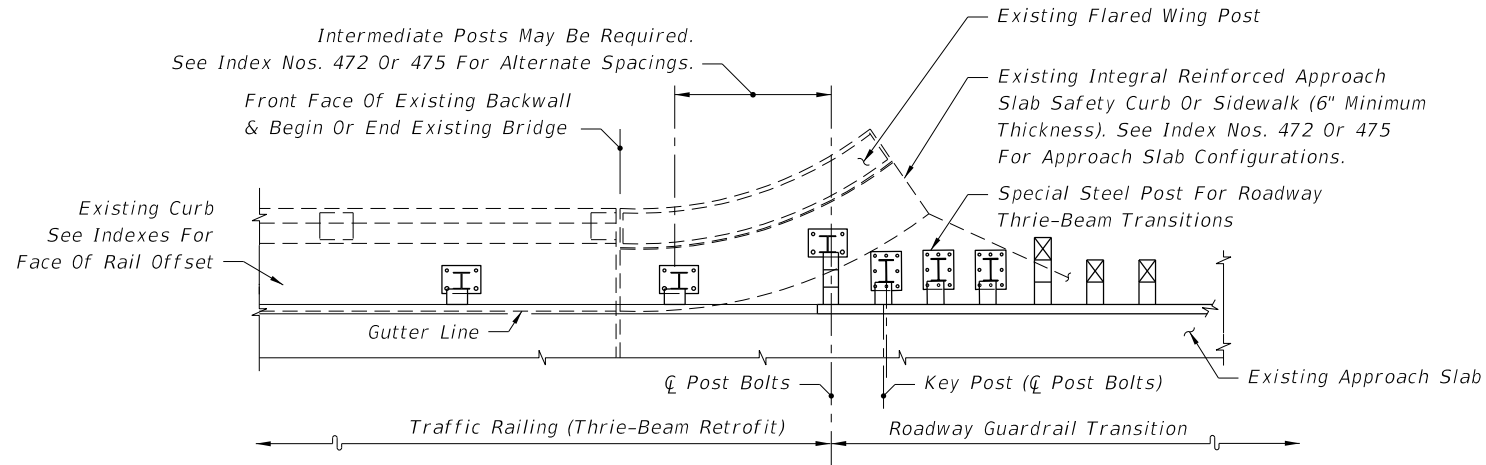 Existing Flared Wing Post
Intermediate Posts May Be Required.
See Index Nos. 472 Or 475 For Alternate Spacings.
Existing Integral Reinforced Approach
Slab Safety Curb Or Sidewalk (6" Minimum
Thickness). See Index Nos. 472 Or 475
For Approach Slab Configurations.
Front Face Of Existing Backwall
& Begin Or End Existing Bridge
Special Steel Post For Roadway
Thrie-Beam Transitions
Existing Curb
See Indexes For
Face Of Rail Offset
Gutter Line
℄ Post Bolts
Key Post (℄ Post Bolts)
Existing Approach Slab
Traffic Railing (Thrie-Beam Retrofit)
Roadway Guardrail Transition